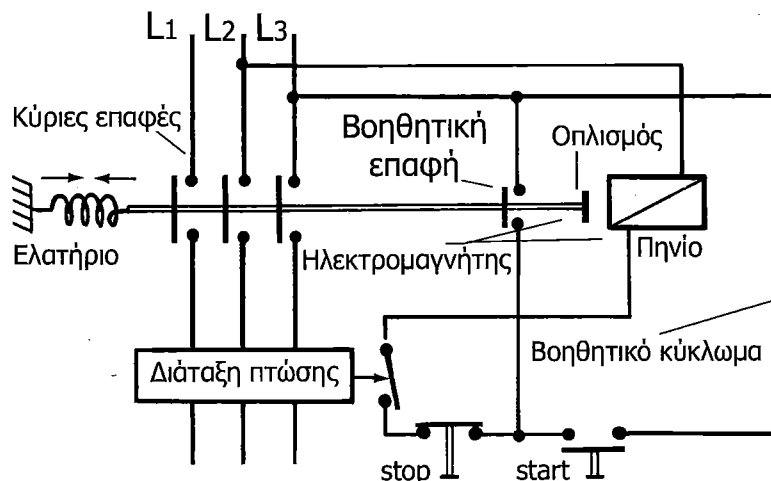 L1 L2 L3
Κύριες επαφές
Βοηθητική
επαφή
Οπλισμός
Ελατήριο
Ηλεκτρομαγνήτης
Πηνίο
Βοηθητικό κύκλωμα
Διάταξη πτώσης
stop
start